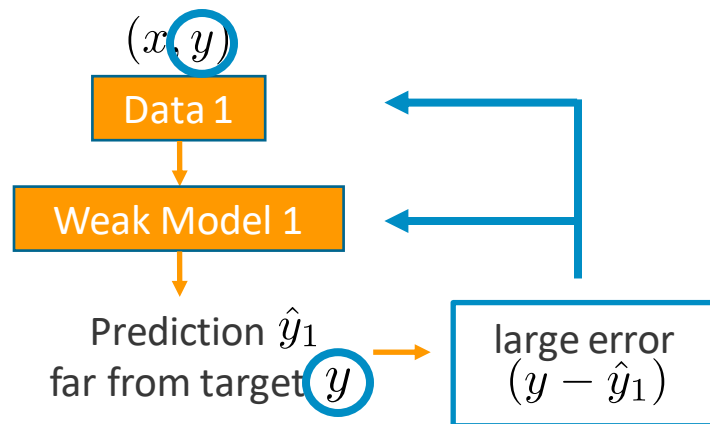 (x, y)
Data 1
Weak Model 1
Prediction ŷ₁
far from target y
large error
(y − ŷ₁)